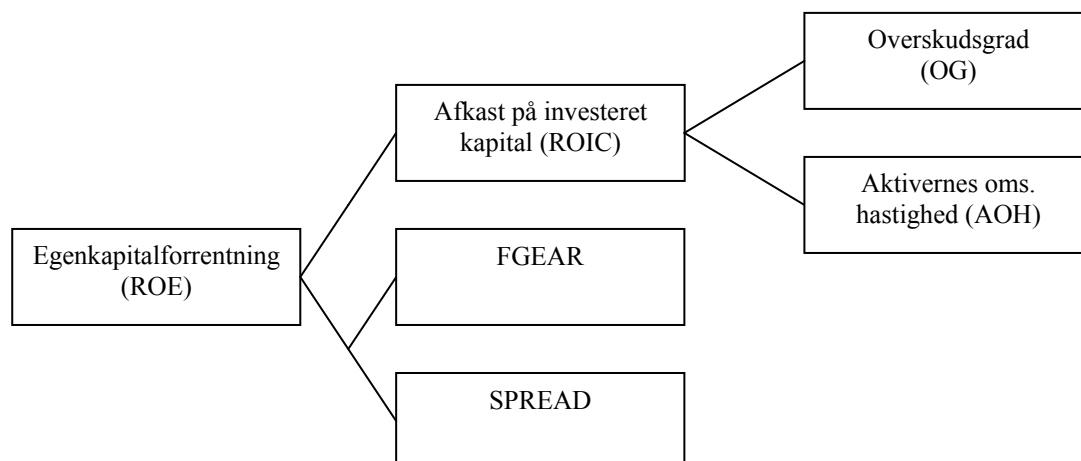 Overskudsgrad
(OG)
Afkast på investeret
kapital (ROIC)
Aktivernes oms.
hastighed (AOH)
Egenkapitalforrentning
(ROE)
FGEAR
SPREAD